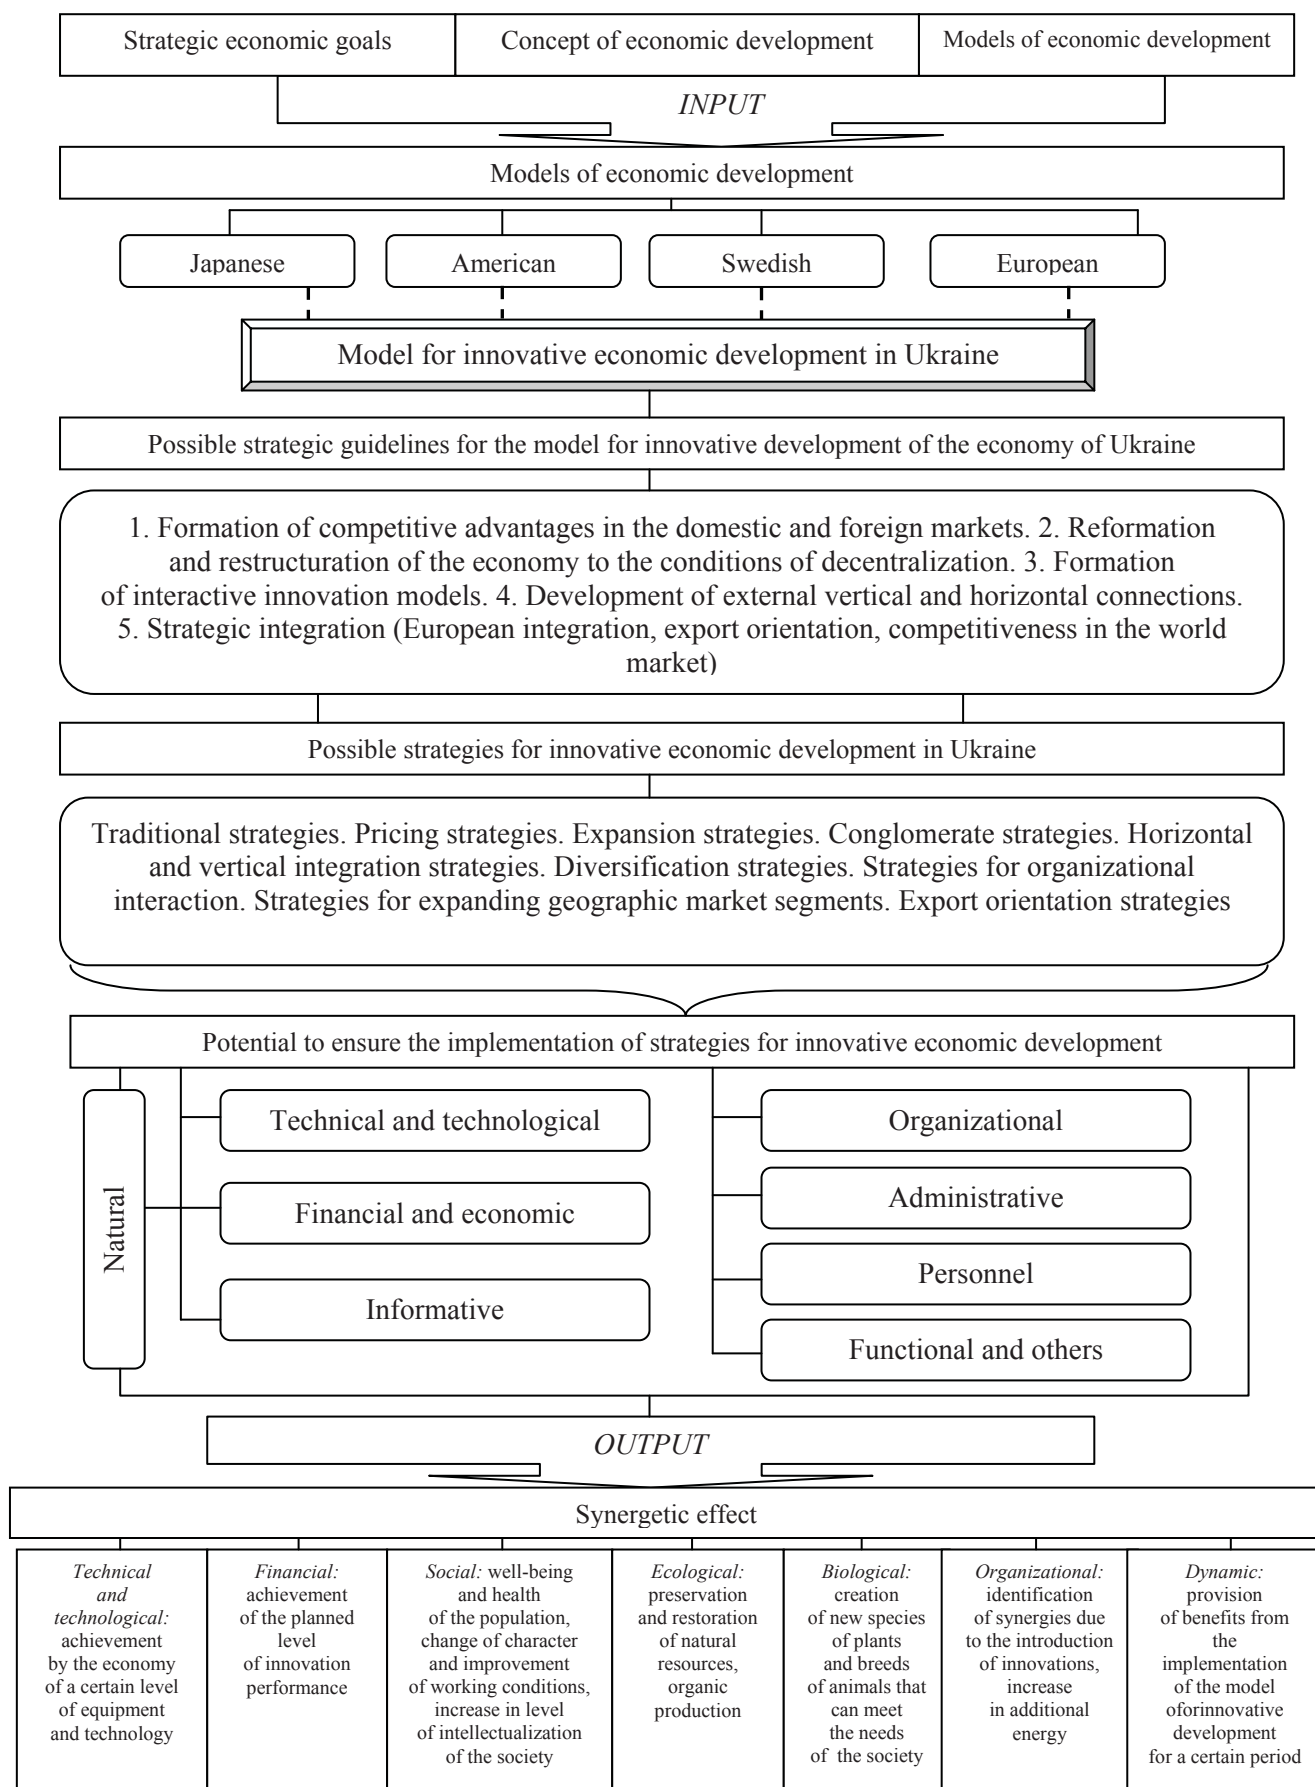 Strategic economic goals
Concept of economic development
Models of economic development
INPUT
Models of economic development
Japanese
American
Swedish
European
Model for innovative economic development in Ukraine
Possible strategic guidelines for the model for innovative development of the economy of Ukraine
1. Formation of competitive advantages in the domestic and foreign markets. 2. Reformation
and restructuration of the economy to the conditions of decentralization. 3. Formation
of interactive innovation models. 4. Development of external vertical and horizontal connections.
5. Strategic integration (European integration, export orientation, competitiveness in the world
market)
Possible strategies for innovative economic development in Ukraine
Traditional strategies. Pricing strategies. Expansion strategies. Conglomerate strategies. Horizontal
and vertical integration strategies. Diversification strategies. Strategies for organizational
interaction. Strategies for expanding geographic market segments. Export orientation strategies
Potential to ensure the implementation of strategies for innovative economic development
Natural
Technical and technological
Financial and economic
Informative
Organizational
Administrative
Personnel
Functional and others
OUTPUT
Synergetic effect
Technical
and
technological:
achievement
by the economy
of a certain level
of equipment
and technology
Financial:
achievement
of the planned
level
of innovation
performance
Social: well-being
and health
of the population,
change of character
and improvement
of working conditions,
increase in level
of intellectualization
of the society
Ecological:
preservation
and restoration
of natural
resources,
organic
production
Biological:
creation
of new species
of plants
and breeds
of animals that
can meet
the needs
of the society
Organizational:
identification
of synergies due
to the introduction
of innovations,
increase
in additional
energy
Dynamic:
provision
of benefits from
the
implementation
of the model
oforinnovative
development
for a certain period